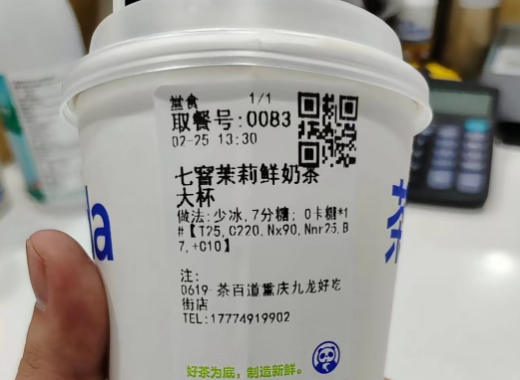 堂食 1/1
取餐号:0083
02-25 13:30
七窨茉莉鲜奶茶
大杯
做法:少冰,7分糖; 0卡糖*1
#【T25,C220,Nx90,Nnr25,B
7,+C10】
注:
0619 茶百道重庆九龙好吃
街店
TEL:17774919902
好茶为底,制造新鲜。
da
茶